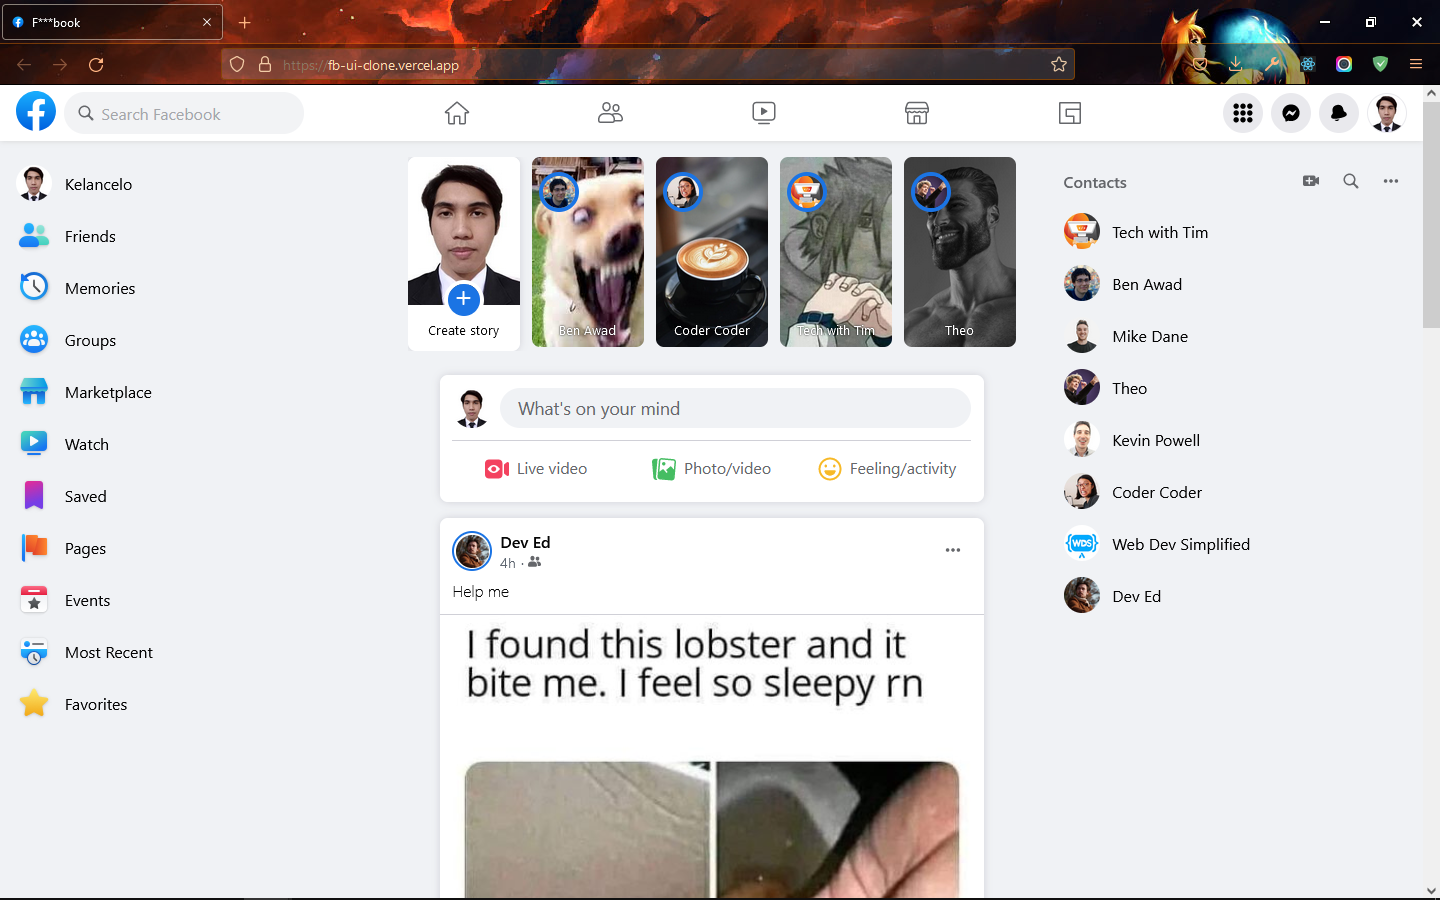 F***book
https://fb-ui-clone.vercel.app
Search Facebook
Kelancelo
Friends
Memories
Groups
Marketplace
Watch
Saved
Pages
Events
Most Recent
Favorites
Create story
Ben Awad
Coder Coder
Tech with Tim
Theo
What's on your mind
Live video
Photo/video
Feeling/activity
Dev Ed
4h ·
Help me
I found this lobster and it
bite me. I feel so sleepy rn
Contacts
Tech with Tim
Ben Awad
Mike Dane
Theo
Kevin Powell
Coder Coder
WDS
Web Dev Simplified
Dev Ed